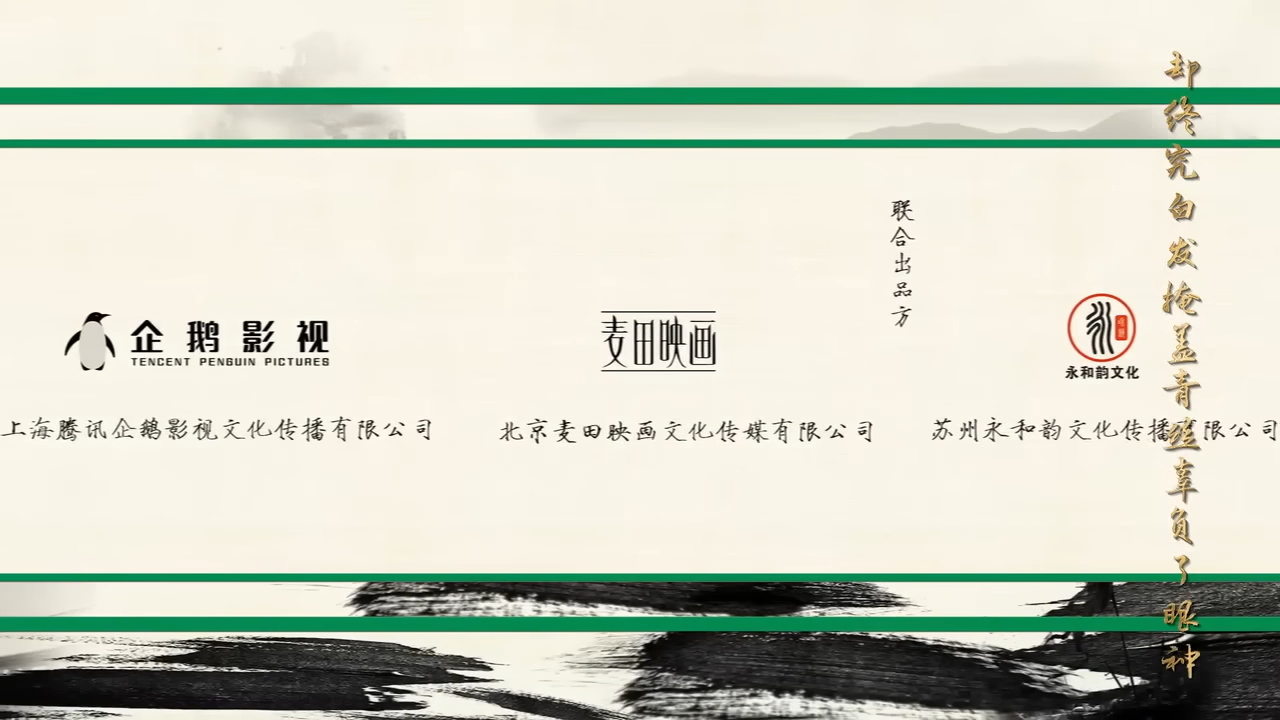 却终究白发掩盖青丝辜负了眼神
联合出品方
企鹅影视
TENCENT PENGUIN PICTURES
麦田映画
永和韵文化
上海腾讯企鹅影视文化传播有限公司
北京麦田映画文化传媒有限公司
苏州永和韵文化传播有限公司